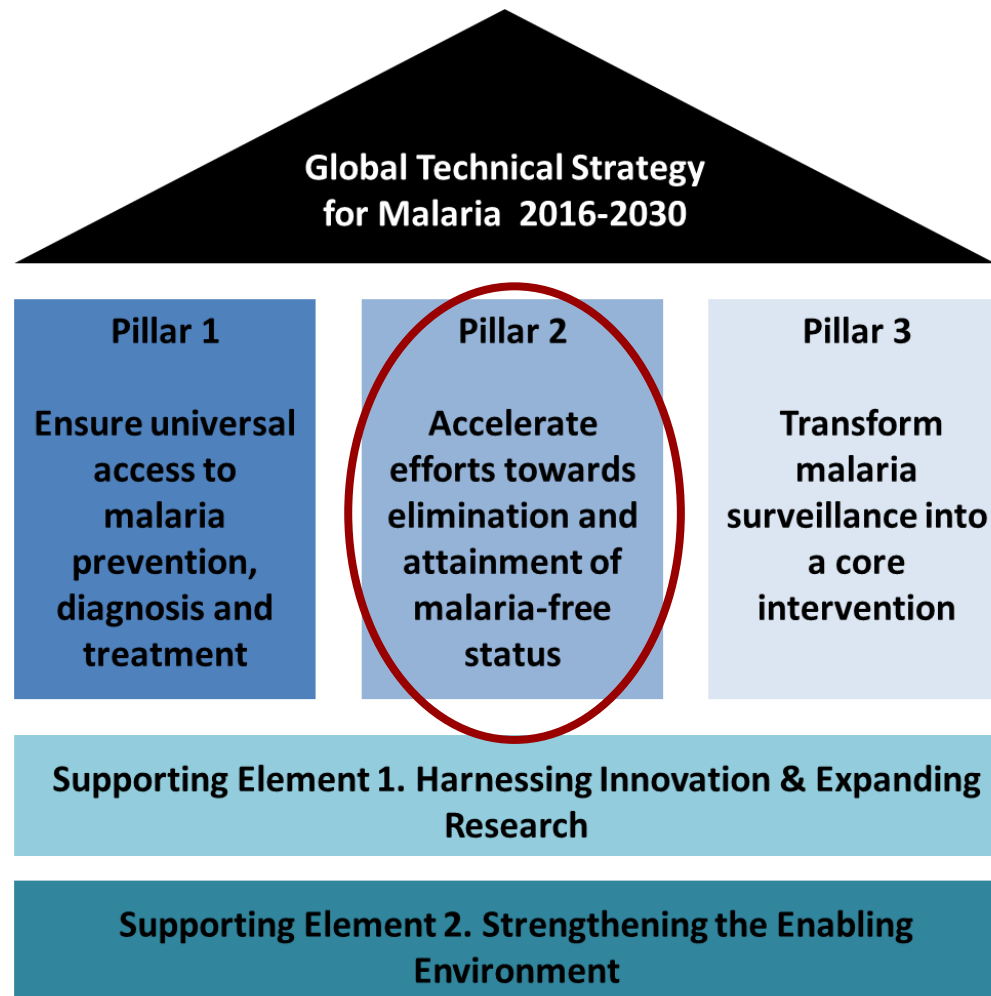 Global Technical Strategy
for Malaria 2016-2030
Pillar 1
Ensure universal
access to
malaria
prevention,
diagnosis and
treatment
Pillar 2
Accelerate
efforts towards
elimination and
attainment of
malaria-free
status
Pillar 3
Transform
malaria
surveillance into
a core
intervention
Supporting Element 1. Harnessing Innovation & Expanding
Research
Supporting Element 2. Strengthening the Enabling
Environment